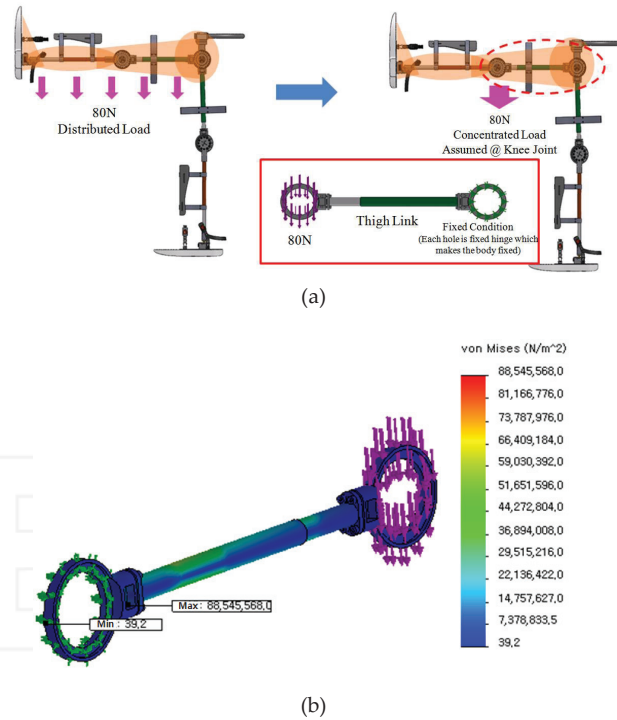 80N
Distributed Load
80N
Concentrated Load
Assumed @ Knee Joint
80N
Thigh Link
Fixed Condition
(Each hole is fixed hinge which
makes the body fixed)
(a)
von Mises (N/m^2)
88,545,568,0
81,166,776,0
73,787,976,0
66,409,184,0
59,030,392,0
51,651,596,0
44,272,804,0
36,894,008,0
29,515,216,0
22,136,422,0
14,757,627,0
7,378,833,5
39,2
Max: 88,545,568,0
Min : 39,2
(b)